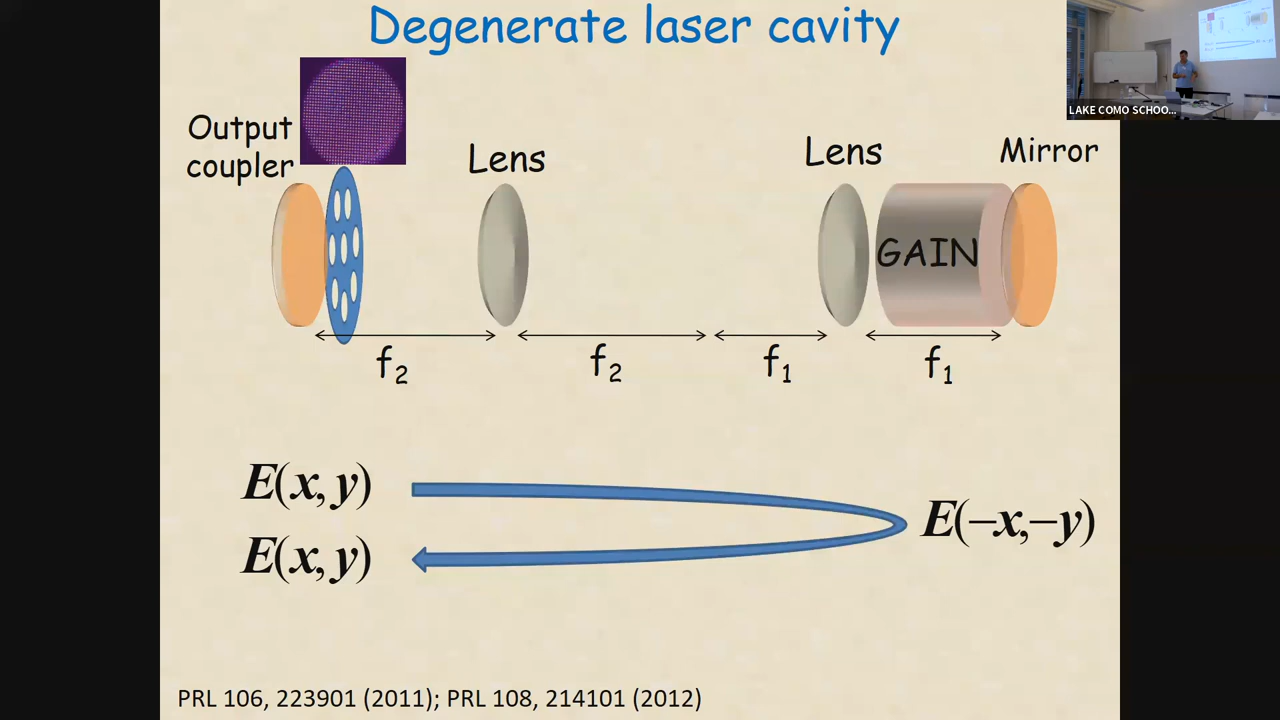 Degenerate laser cavity
LAKE COMO SCHOO...
Output
coupler
Lens
Lens
Mirror
GAIN
f₂
f₂
f₁
f₁
E(x,y)
E(x,y)
E(−x,−y)
PRL 106, 223901 (2011); PRL 108, 214101 (2012)